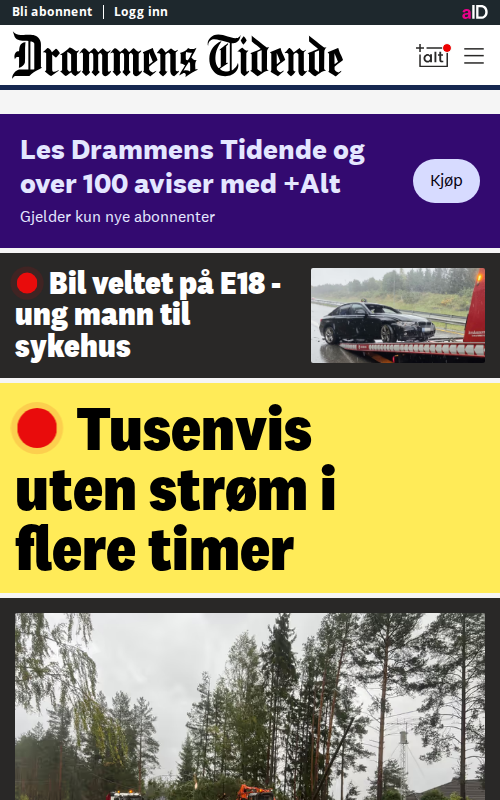 Bli abonnent | Logg inn
aID
Drammens Tidende
+alt
Les Drammens Tidende og
over 100 aviser med +Alt
Gjelder kun nye abonnenter
Kjøp
Bil veltet på E18 -
ung mann til
sykehus
Tusenvis
uten strøm i
flere timer